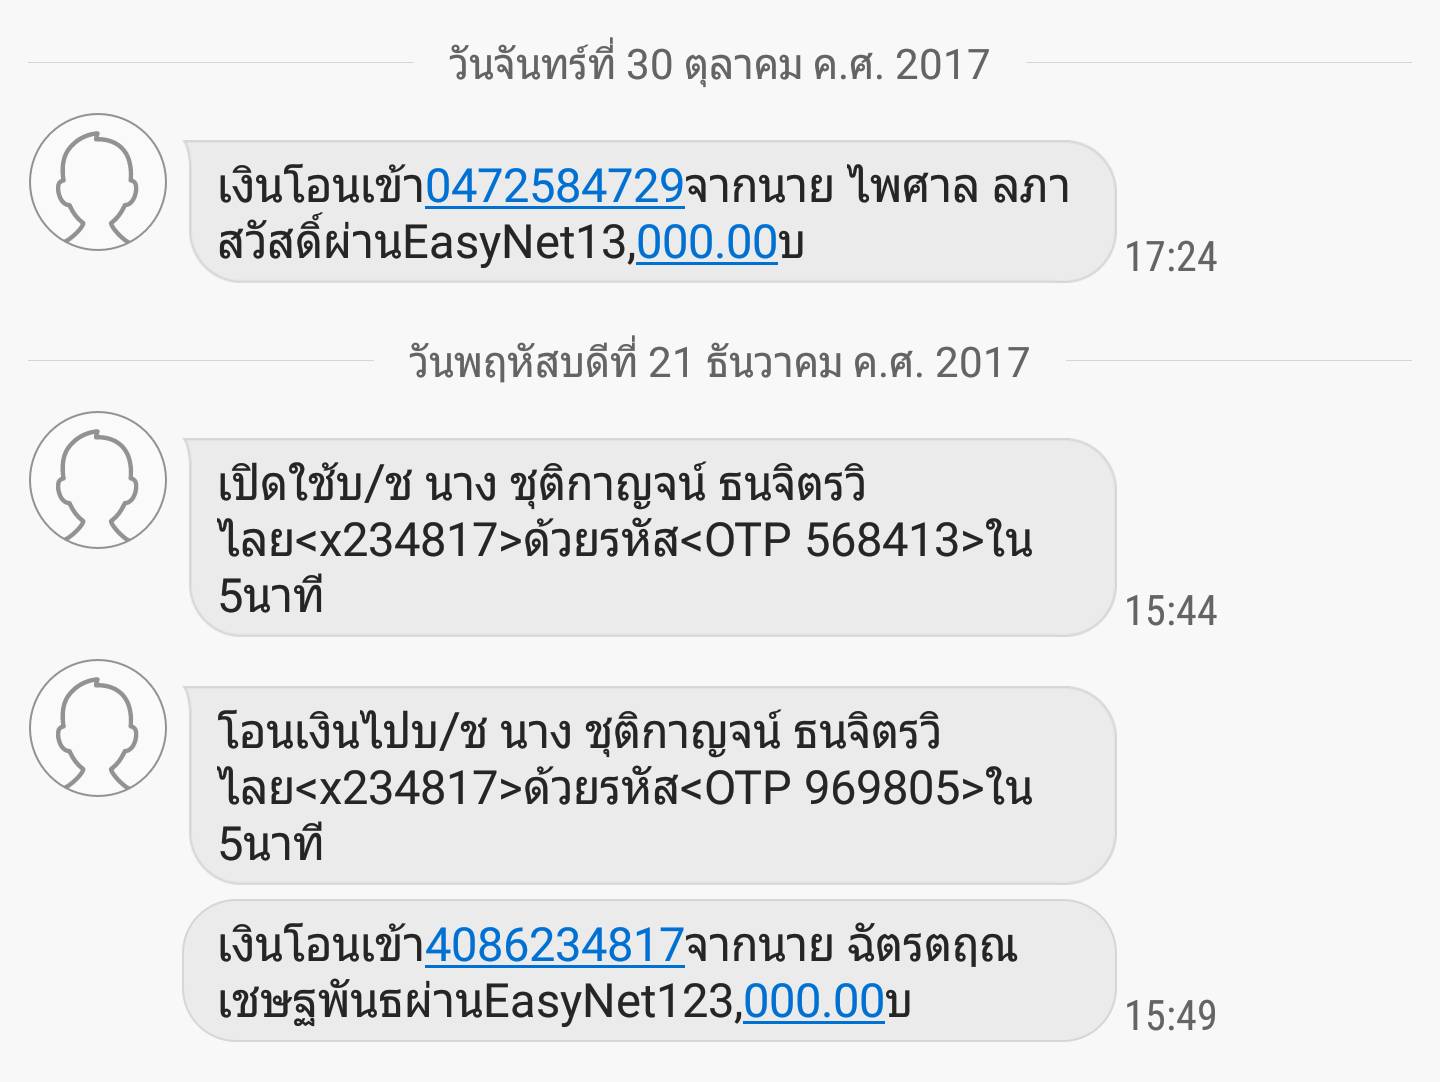 วันจันทร์ที่ 30 ตุลาคม ค.ศ. 2017
เงินโอนเข้า0472584729จากนาย ไพศาล ลภา
สวัสดิ์ผ่านEasyNet13,000.00บ
17:24
วันพฤหัสบดีที่ 21 ธันวาคม ค.ศ. 2017
เปิดใช้บ/ช นาง ชุติกาญจน์ ธนจิตรวิ
ไลย<x234817>ด้วยรหัส<OTP 568413>ใน
5นาที
15:44
โอนเงินไปบ/ช นาง ชุติกาญจน์ ธนจิตรวิ
ไลย<x234817>ด้วยรหัส<OTP 969805>ใน
5นาที
เงินโอนเข้า4086234817จากนาย ฉัตรตฤณ
เชษฐพันธผ่านEasyNet123,000.00บ
15:49